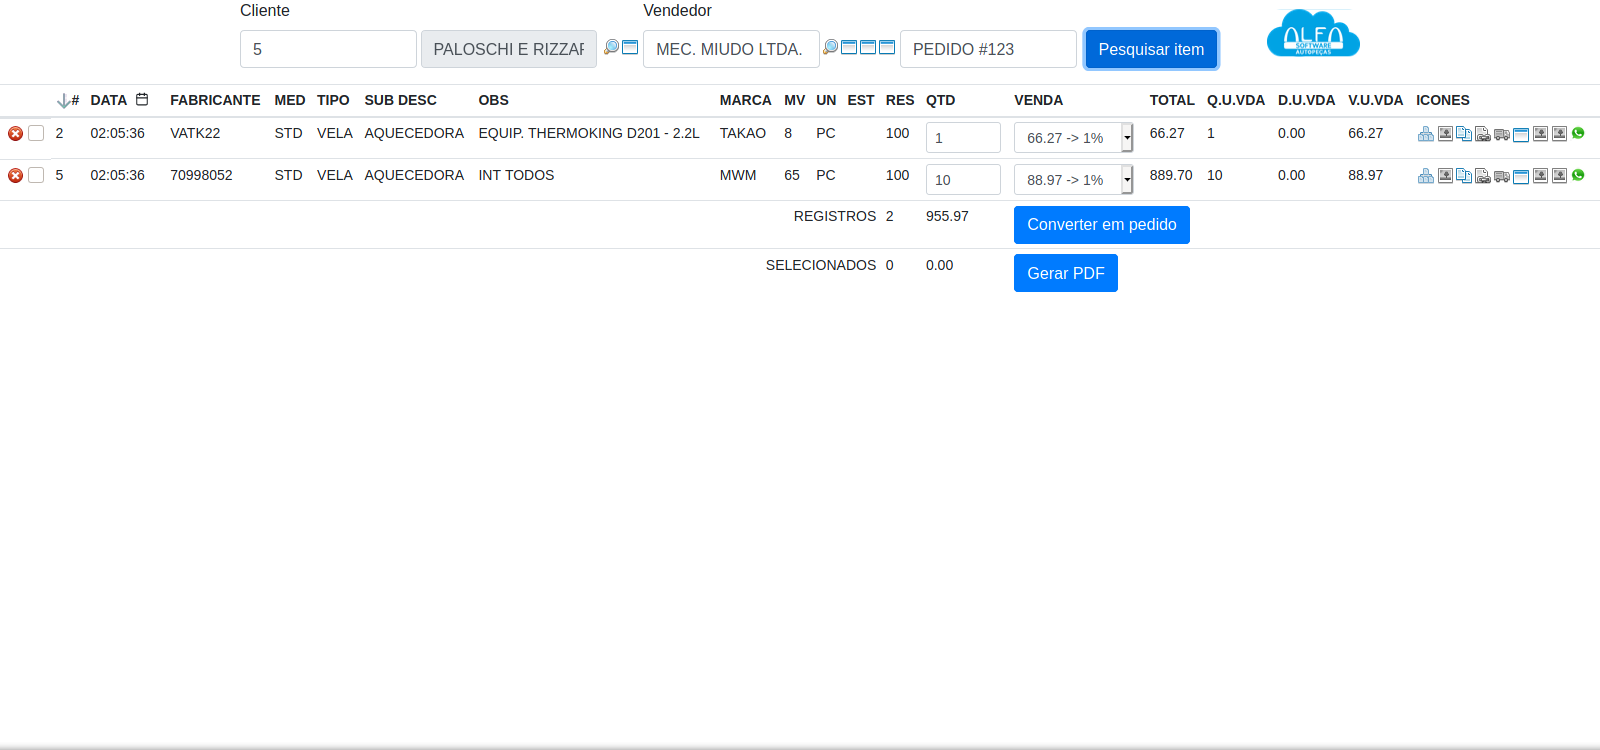 Cliente Vendedor
5 PALOSCHI E RIZZAF MEC. MIUDO LTDA. PEDIDO #123 Pesquisar item
ALFA
SOFTWARE
AUTOPEÇAS
# DATA FABRICANTE MED TIPO SUB DESC OBS MARCA MV UN EST RES QTD VENDA TOTAL Q.U.VDA D.U.VDA V.U.VDA ICONES
2 02:05:36 VATK22 STD VELA AQUECEDORA EQUIP. THERMOKING D201 - 2.2L TAKAO 8 PC 100 1 66.27 -> 1% 66.27 1 0.00 66.27
5 02:05:36 70998052 STD VELA AQUECEDORA INT TODOS MWM 65 PC 100 10 88.97 -> 1% 889.70 10 0.00 88.97
REGISTROS 2 955.97 Converter em pedido
SELECIONADOS 0 0.00 Gerar PDF